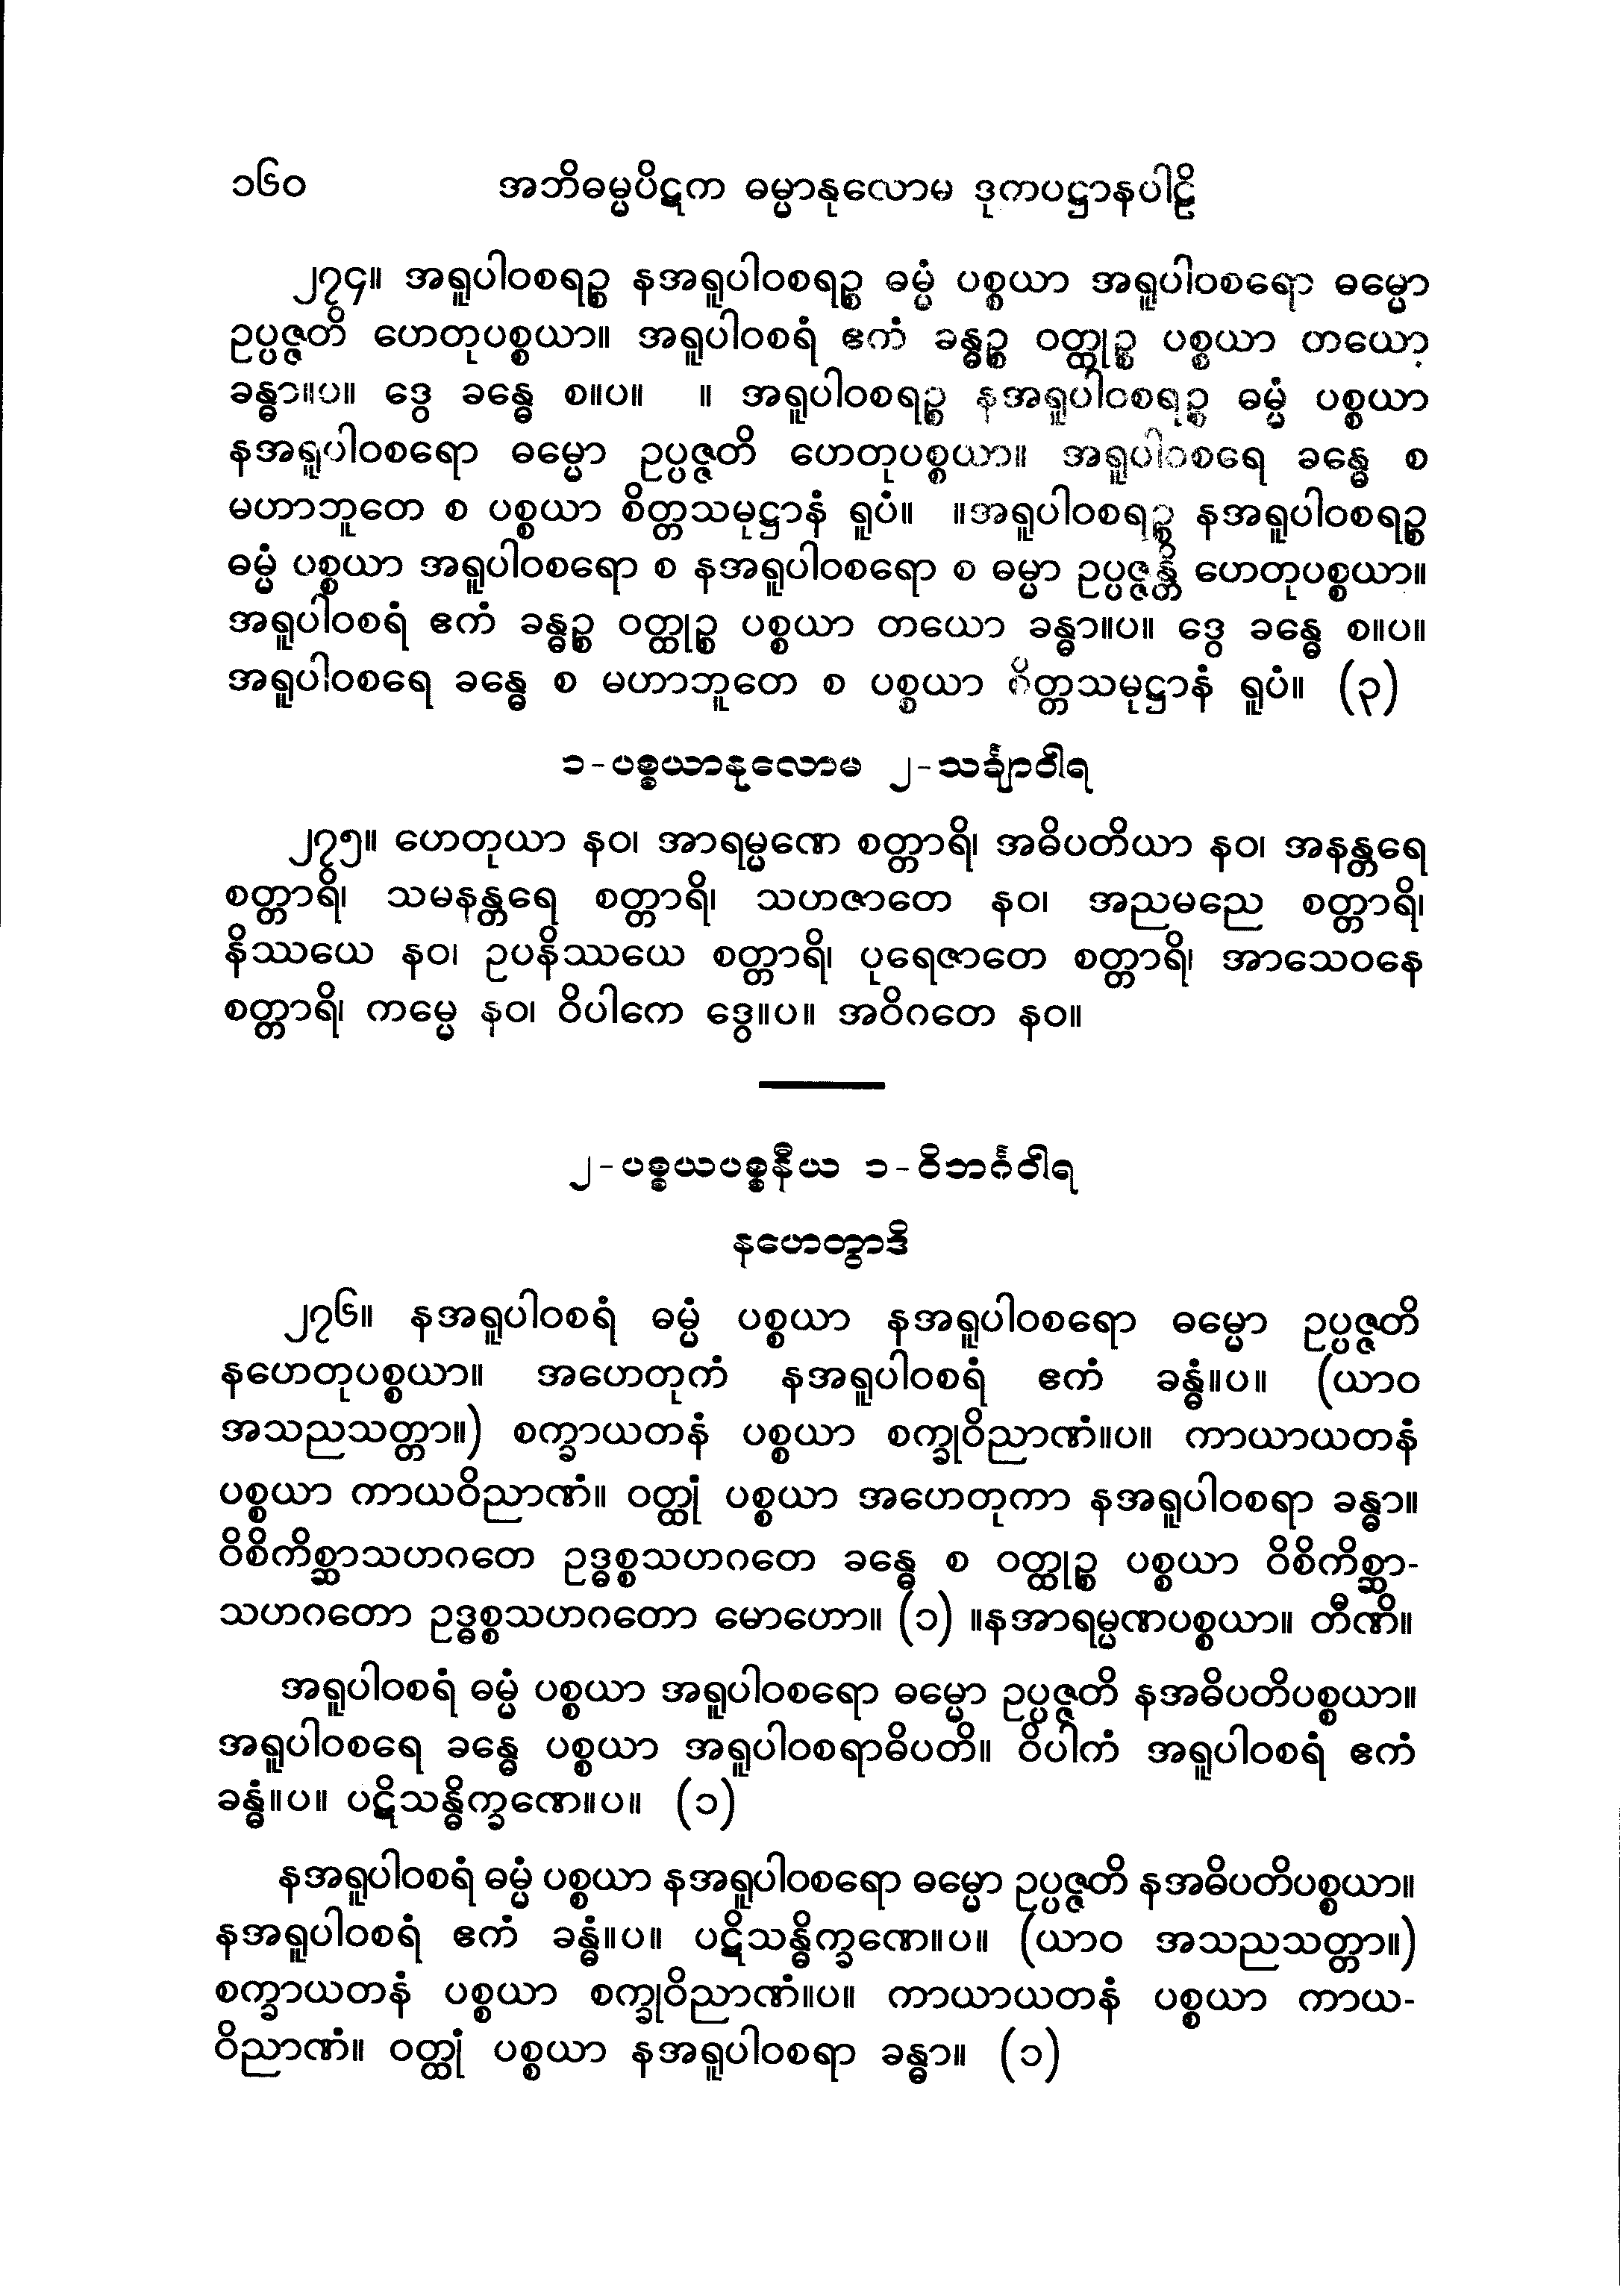 ၁၆၀ အဘိဓမ္မပိဋက ဓမ္မာနုလောမ ဒုကပဋ္ဌာနပါဠိ
၂၇၄။ အရူပါဝစရဉ္စ နအရူပါဝစရဉ္စ ဓမ္မံ ပစ္စယာ အရူပါဝစရော ဓမ္မော
ဥပ္ပဇ္ဇတိ ဟေတုပစ္စယာ။ အရူပါဝစရံ ဧကံ ခန္ဓဉ္စ ဝတ္ထုဉ္စ ပစ္စယာ တယော
ခန္ဓာ။ပ။ ဒွေ ခန္ဓေ စ။ပ။ ။ အရူပါဝစရဉ္စ နအရူပါဝစရဉ္စ ဓမ္မံ ပစ္စယာ
နအရူပါဝစရော ဓမ္မော ဥပ္ပဇ္ဇတိ ဟေတုပစ္စယာ။ အရူပါဝစရေ ခန္ဓေ စ
မဟာဘူတေ စ ပစ္စယာ စိတ္တသမုဋ္ဌာနံ ရူပံ။ ။အရူပါဝစရဉ္စ နအရူပါဝစရဉ္စ
ဓမ္မံ ပစ္စယာ အရူပါဝစရော စ နအရူပါဝစရော စ ဓမ္မာ ဥပ္ပဇ္ဇန္တိ ဟေတုပစ္စယာ။
အရူပါဝစရံ ဧကံ ခန္ဓဉ္စ ဝတ္ထုဉ္စ ပစ္စယာ တယော ခန္ဓာ။ပ။ ဒွေ ခန္ဓေ စ။ပ။
အရူပါဝစရေ ခန္ဓေ စ မဟာဘူတေ စ ပစ္စယာ စိတ္တသမုဋ္ဌာနံ ရူပံ။ (၃)
၁-ပစ္စယာနုလောမ ၂-သင်္ချာဝါရ
၂၇၅။ ဟေတုယာ နဝ၊ အာရမ္မဏေ စတ္တာရိ၊ အဓိပတိယာ နဝ၊ အနန္တရေ
စတ္တာရိ၊ သမနန္တရေ စတ္တာရိ၊ သဟဇာတေ နဝ၊ အညမညေ စတ္တာရိ၊
နိဿယေ နဝ၊ ဥပနိဿယေ စတ္တာရိ၊ ပုရေဇာတေ စတ္တာရိ၊ အာသေဝနေ
စတ္တာရိ၊ ကမ္မေ နဝ၊ ဝိပါကေ ဒွေ။ပ။ အဝိဂတေ နဝ။
၂-ပစ္စယပစ္စနီယ ၁-ဝိဘင်္ဂဝါရ
နဟေတွာဒိ
၂၇၆။ နအရူပါဝစရံ ဓမ္မံ ပစ္စယာ နအရူပါဝစရော ဓမ္မော ဥပ္ပဇ္ဇတိ
နဟေတုပစ္စယာ။ အဟေတုကံ နအရူပါဝစရံ ဧကံ ခန္ဓံ။ပ။ (ယာဝ
အသညသတ္တာ။) စက္ခာယတနံ ပစ္စယာ စက္ခုဝိညာဏံ။ပ။ ကာယာယတနံ
ပစ္စယာ ကာယဝိညာဏံ။ ဝတ္ထုံ ပစ္စယာ အဟေတုကာ နအရူပါဝစရာ ခန္ဓာ။
ဝိစိကိစ္ဆာသဟဂတေ ဥဒ္ဓစ္စသဟဂတေ ခန္ဓေ စ ဝတ္ထုဉ္စ ပစ္စယာ ဝိစိကိစ္ဆာ-
သဟဂတော ဥဒ္ဓစ္စသဟဂတော မောဟော။ (၁) ။နအာရမ္မဏပစ္စယာ။ တီဏိ။
အရူပါဝစရံ ဓမ္မံ ပစ္စယာ အရူပါဝစရော ဓမ္မော ဥပ္ပဇ္ဇတိ နအဓိပတိပစ္စယာ။
အရူပါဝစရေ ခန္ဓေ ပစ္စယာ အရူပါဝစရာဓိပတိ။ ဝိပါကံ အရူပါဝစရံ ဧကံ
ခန္ဓံ။ပ။ ပဋိသန္ဓိက္ခဏေ။ပ။ (၁)
နအရူပါဝစရံ ဓမ္မံ ပစ္စယာ နအရူပါဝစရော ဓမ္မော ဥပ္ပဇ္ဇတိ နအဓိပတိပစ္စယာ။
နအရူပါဝစရံ ဧကံ ခန္ဓံ။ပ။ ပဋိသန္ဓိက္ခဏေ။ပ။ (ယာဝ အသညသတ္တာ။)
စက္ခာယတနံ ပစ္စယာ စက္ခုဝိညာဏံ။ပ။ ကာယာယတနံ ပစ္စယာ ကာယ-
ဝိညာဏံ။ ဝတ္ထုံ ပစ္စယာ နအရူပါဝစရာ ခန္ဓာ။ (၁)